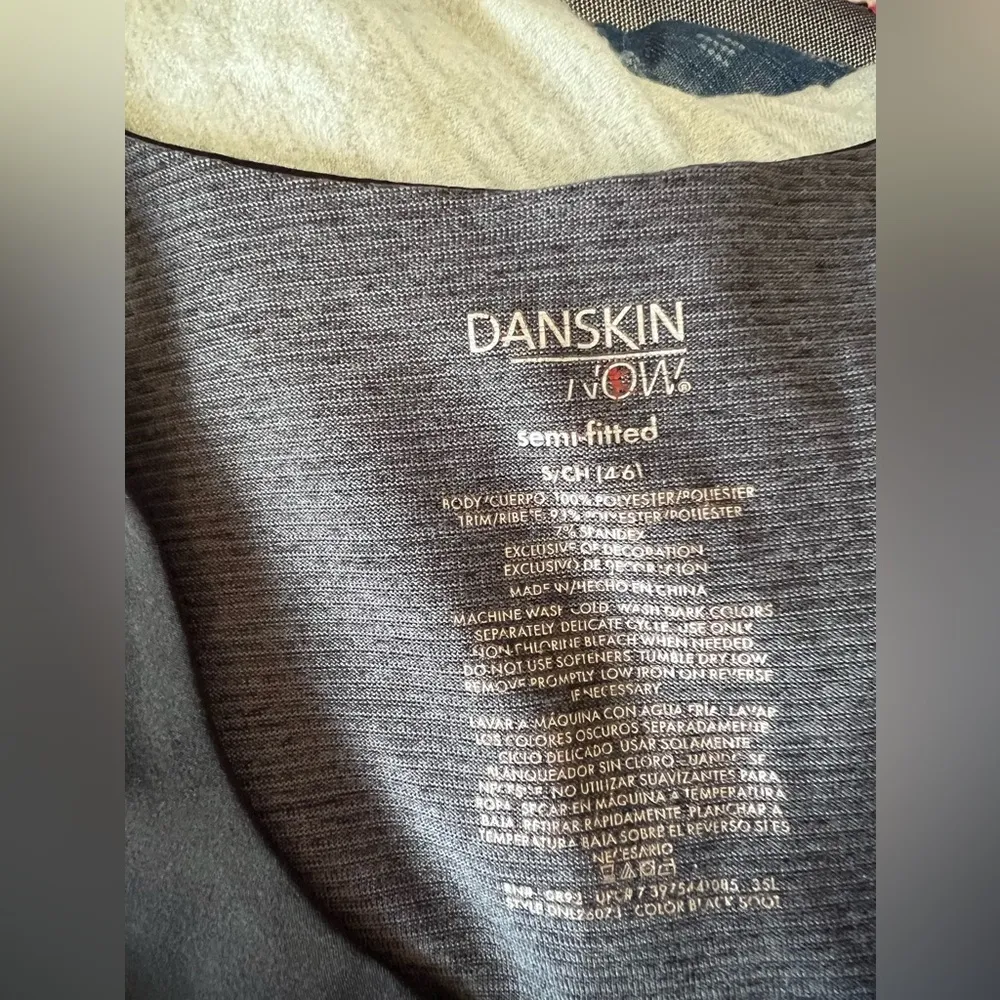 DANSKIN
NOW®
semi-fitted
S/CH (4-6)
BODY/CUERPO 100% POLYESTER/POLIESTER
TRIM/RIBETE 93% POLYESTER/POLIESTER
7% SPANDEX
EXCLUSIVE OF DECORATION
EXCLUSIVO DE DECORACIÓN
MADE IN/HECHO EN CHINA
MACHINE WASH COLD WASH DARK COLORS
SEPARATELY DELICATE CYCLE USE ONLY
NON-CHLORINE BLEACH WHEN NEEDED
DO NOT USE SOFTENERS TUMBLE DRY LOW
REMOVE PROMPTLY LOW IRON ON REVERSE
IF NECESSARY
LAVAR A MÁQUINA CON AGUA FRÍA LAVAR
LOS COLORES OSCUROS SEPARADAMENTE
CICLO DELICADO USAR SOLAMENTE
BLANQUEADOR SIN CLORO CUANDO SE
NO UTILIZAR SUAVIZANTES PARA
ROPA SECAR EN MÁQUINA A TEMPERATURA
BAJA RETIRAR RÁPIDAMENTE PLANCHAR A
TEMPERATURA BAJA SOBRE EL REVERSO SI ES
NECESARIO
UPC# 35L
COLOR BLACK SOOT